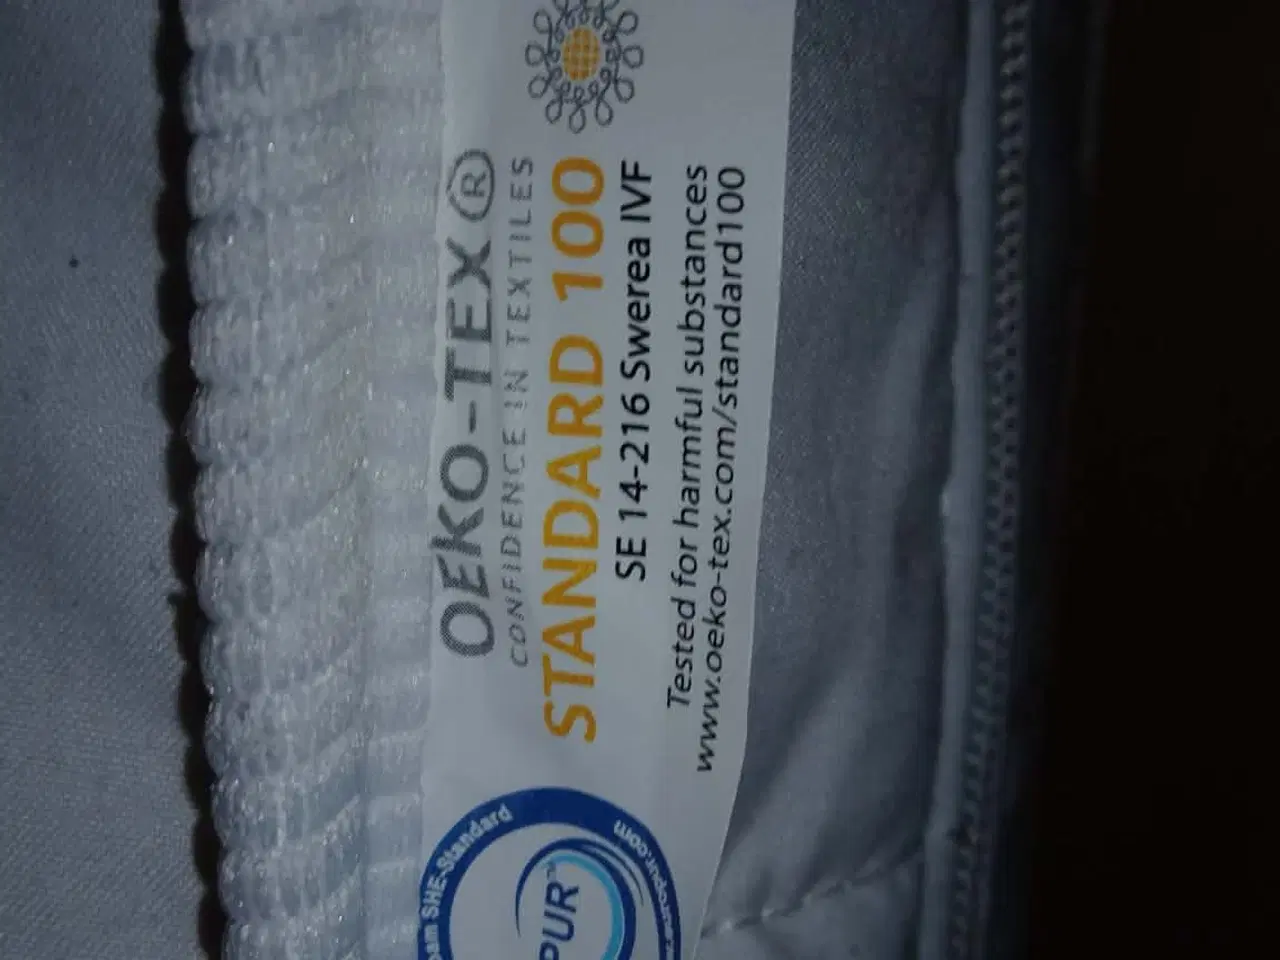 OEKO-TEX®
CONFIDENCE IN TEXTILES
STANDARD 100
SE 14-216 Swerea IVF
Tested for harmful substances
www.oeko-tex.com/standard100
SHE-Standard
PUR™